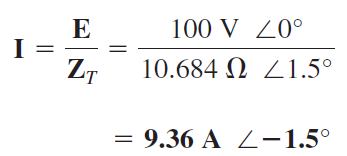 I = E / Z_T = 100 V ∠0° / 10.684 Ω ∠1.5°
= 9.36 A ∠−1.5°